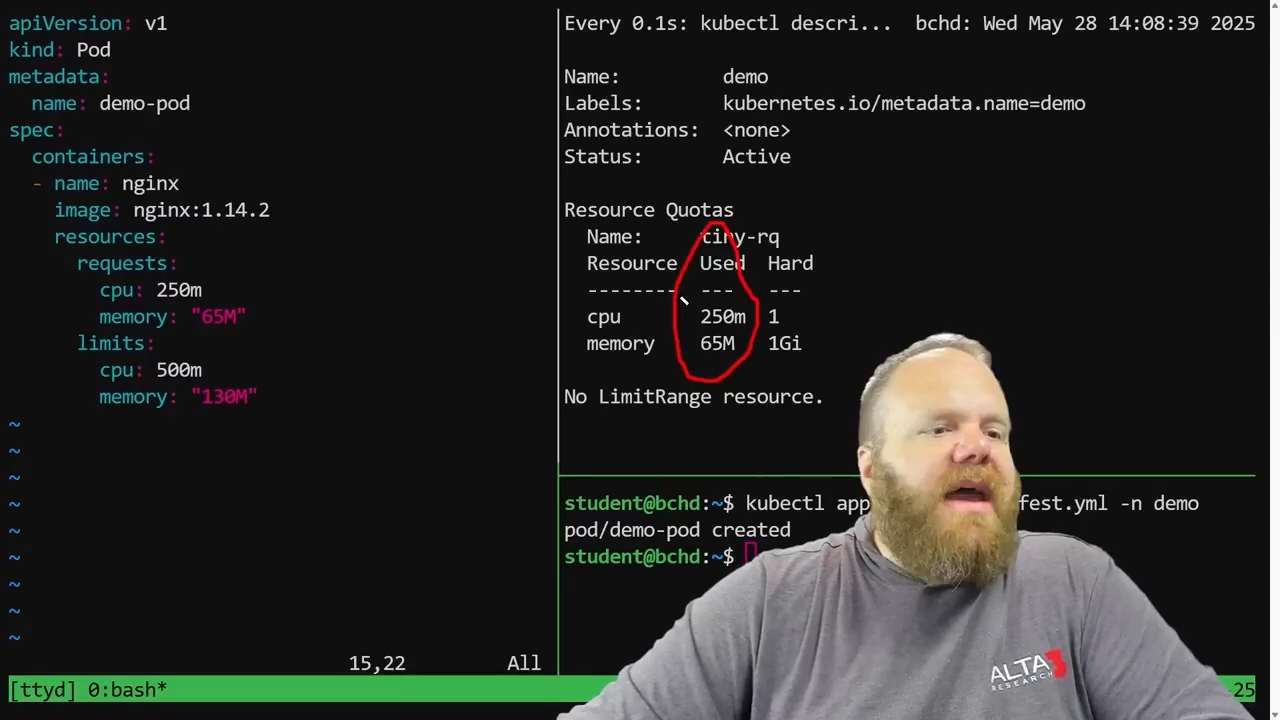 apiVersion: v1
kind: Pod
metadata:
  name: demo-pod
spec:
  containers:
  - name: nginx
    image: nginx:1.14.2
    resources:
      requests:
        cpu: 250m
        memory: "65M"
      limits:
        cpu: 500m
        memory: "130M"
~
~
~
~
~
~
~
~
~
15,22 All
Every 0.1s: kubectl descri... bchd: Wed May 28 14:08:39 2025
Name: demo
Labels: kubernetes.io/metadata.name=demo
Annotations: <none>
Status: Active
Resource Quotas
Name: tiny-rq
Resource Used Hard
-------- --- ---
cpu 250m 1
memory 65M 1Gi
No LimitRange resource.
student@bchd:~$ kubectl app fest.yml -n demo
pod/demo-pod created
student@bchd:~$
[ttyd] 0:bash* 25
ALTA3
RESEARCH